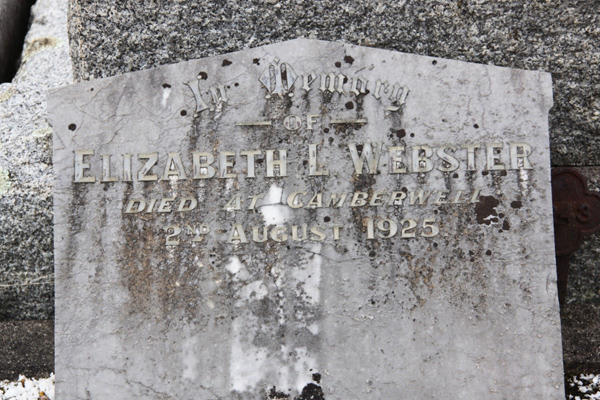 In Memory
OF
ELIZABETH L WEBSTER
DIED AT CAMBERWELL
2ND AUGUST 1925